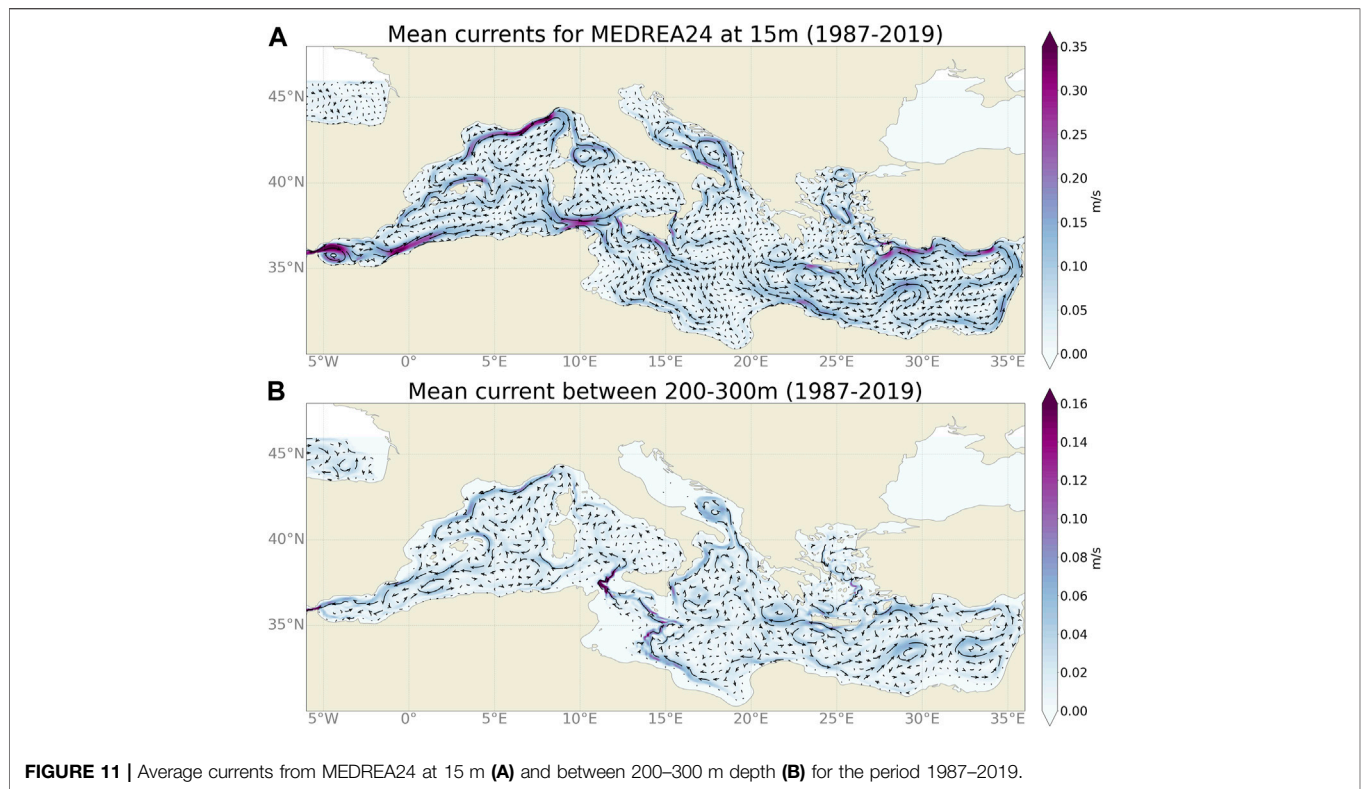 A
Mean currents for MEDREA24 at 15m (1987-2019)
0.35
0.30
0.25
0.20
0.15
0.10
0.05
0.00
m/s
45°N
40°N
35°N
5°W 0° 5°E 10°E 15°E 20°E 25°E 30°E 35°E
B
Mean current between 200-300m (1987-2019)
0.16
0.14
0.12
0.10
0.08
0.06
0.04
0.02
0.00
m/s
45°N
40°N
35°N
5°W 0° 5°E 10°E 15°E 20°E 25°E 30°E 35°E
FIGURE 11 | Average currents from MEDREA24 at 15 m (A) and between 200–300 m depth (B) for the period 1987–2019.